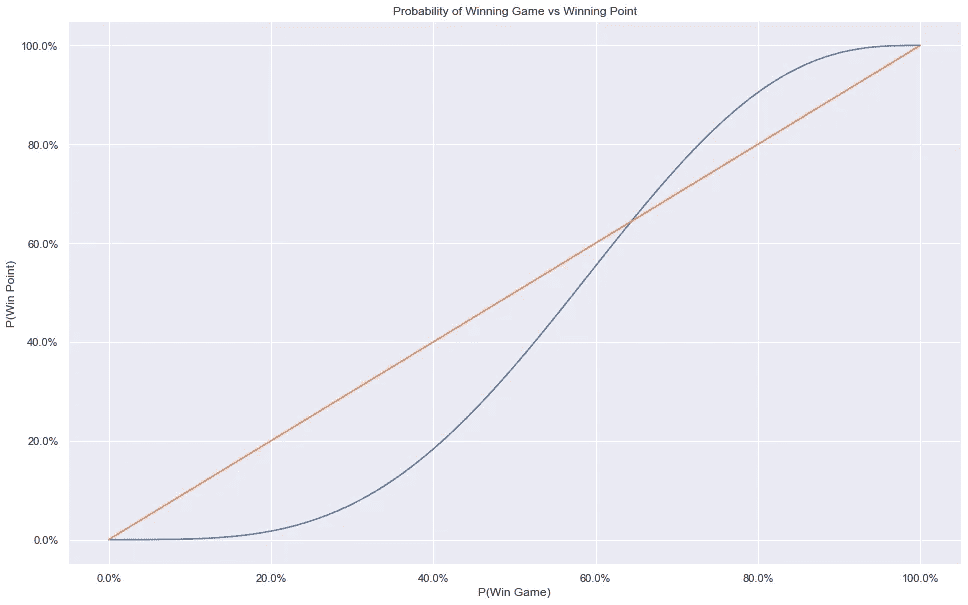 Probability of Winning Game vs Winning Point
100.0%
80.0%
60.0%
40.0%
20.0%
0.0%
P(Win Point)
0.0% 20.0% 40.0% 60.0% 80.0% 100.0%
P(Win Game)